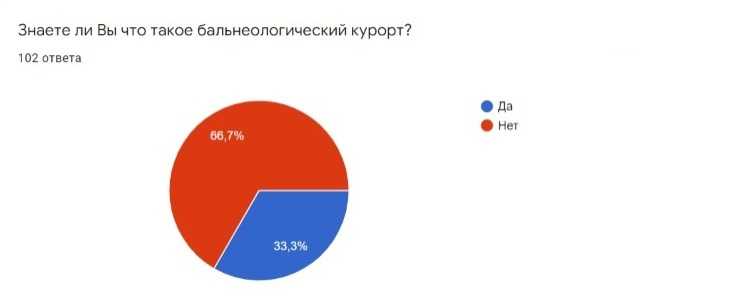 Знаете ли Вы что такое бальнеологический курорт?
102 ответа
Да
Нет
66,7%
33,3%